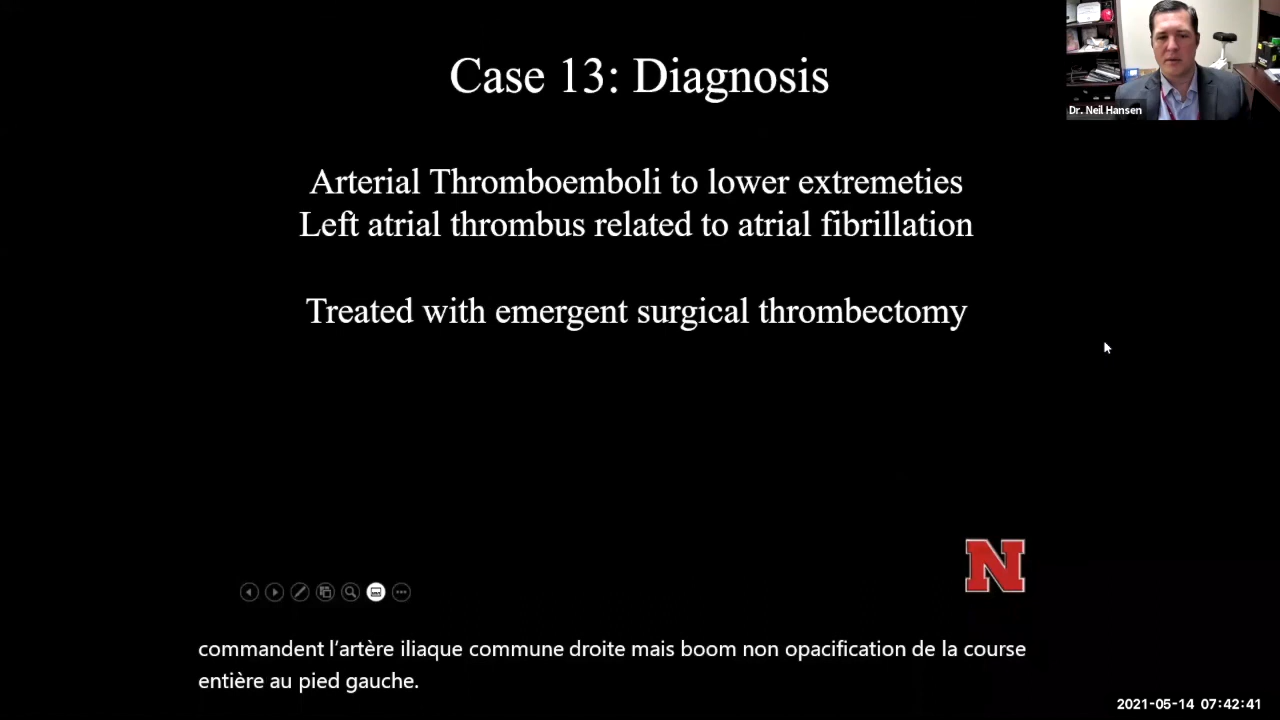 Case 13: Diagnosis
Dr. Neil Hansen
Arterial Thromboemboli to lower extremeties
Left atrial thrombus related to atrial fibrillation
Treated with emergent surgical thrombectomy
N
commandent l’artère iliaque commune droite mais boom non opacification de la course
entière au pied gauche.
2021-05-14 07:42:41